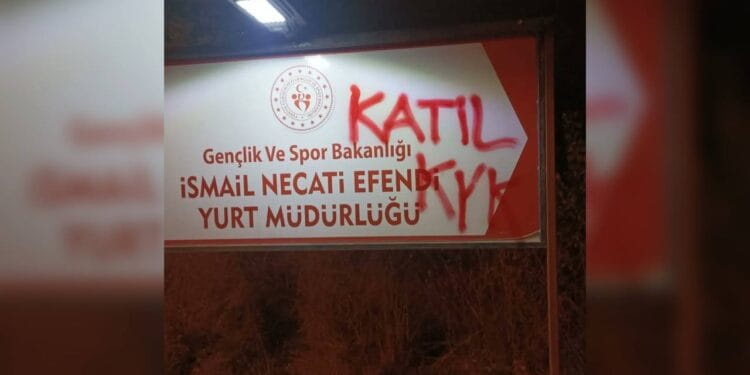 KATİL
KYK
Gençlik Ve Spor Bakanlığı
İSMAİL NECATİ EFENDİ
YURT MÜDÜRLÜĞÜ